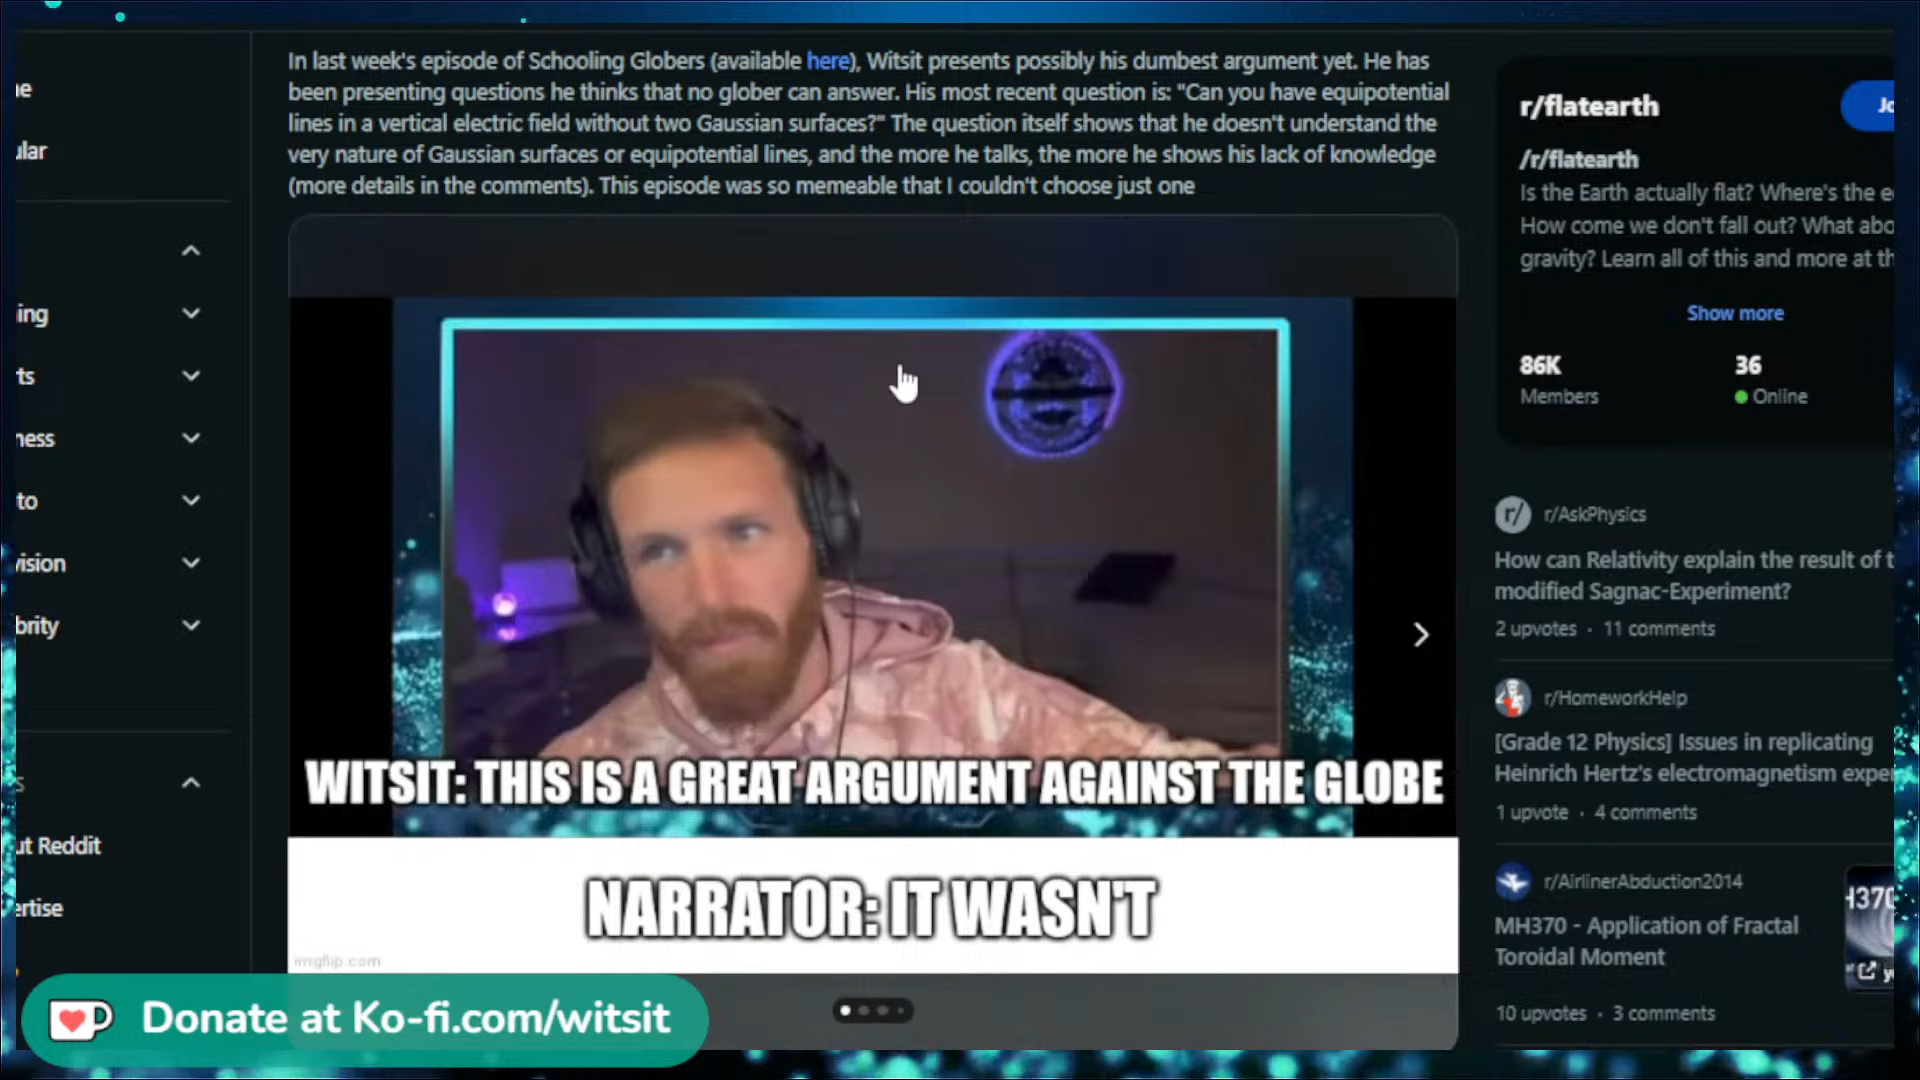 In last week's episode of Schooling Globers (available here), Witsit presents possibly his dumbest argument yet. He has
been presenting questions he thinks that no glober can answer. His most recent question is: "Can you have equipotential
lines in a vertical electric field without two Gaussian surfaces?" The question itself shows that he doesn't understand the
very nature of Gaussian surfaces or equipotential lines, and the more he talks, the more he shows his lack of knowledge
(more details in the comments). This episode was so memeable that I couldn't choose just one
WITSIT: THIS IS A GREAT ARGUMENT AGAINST THE GLOBE
NARRATOR: IT WASN'T
imgflip.com
Donate at Ko-fi.com/witsit
ne
ular
ing
ts
ness
to
vision
brity
s
ut Reddit
ertise
r/flatearth
Jo
/r/flatearth
Is the Earth actually flat? Where's the e
How come we don't fall out? What abo
gravity? Learn all of this and more at th
Show more
86K
36
Members
Online
r/
r/AskPhysics
How can Relativity explain the result of t
modified Sagnac-Experiment?
2 upvotes · 11 comments
r/HomeworkHelp
[Grade 12 Physics] Issues in replicating
Heinrich Hertz's electromagnetism expe
1 upvote · 4 comments
r/AirlinerAbduction2014
MH370 - Application of Fractal
Toroidal Moment
H370
10 upvotes · 3 comments